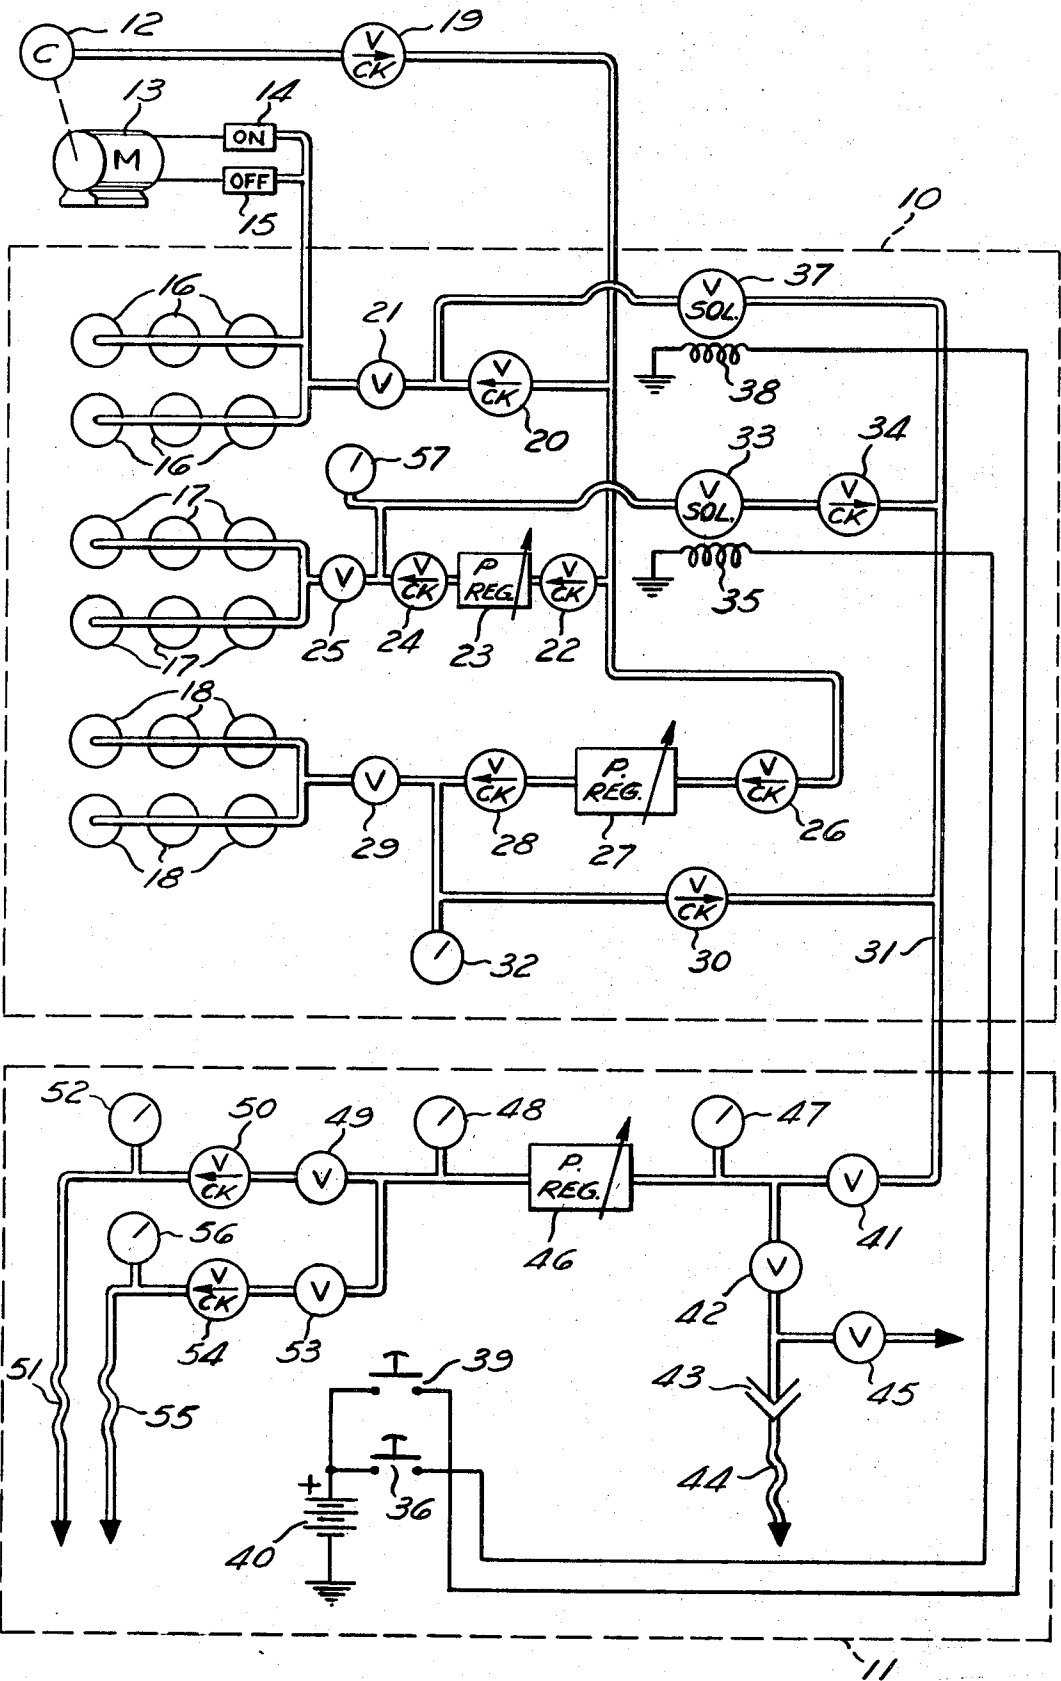 12
V
CK
19
C
13
14
ON
M
OFF
15
10
16
37
V
SOL.
21
V
V
CK
38
20
16
57
33
34
V
SOL.
V
CK
17
V
V
CK
P
REG.
V
CK
35
25
24
23
22
17
18
V
V
CK
P.
REG.
V
CK
29
28
27
26
18
V
CK
30
31
32
52
50
49
48
47
V
CK
V
P.
REG.
V
46
41
56
V
CK
V
V
42
54
53
V
45
51
39
43
55
44
+
36
40
11